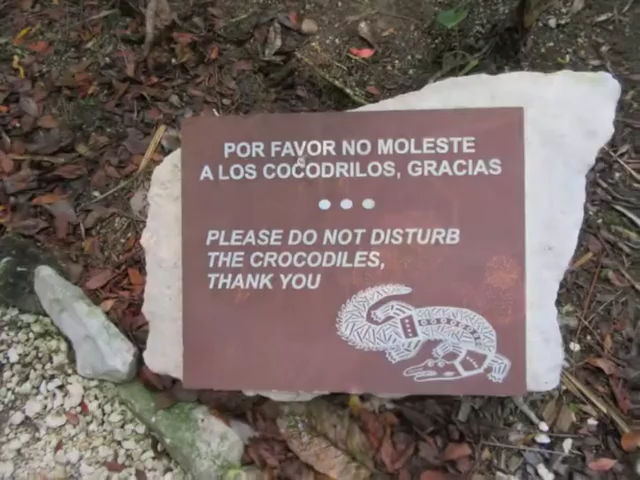 POR FAVOR NO MOLESTE
A LOS COCODRILOS, GRACIAS
PLEASE DO NOT DISTURB
THE CROCODILES,
THANK YOU